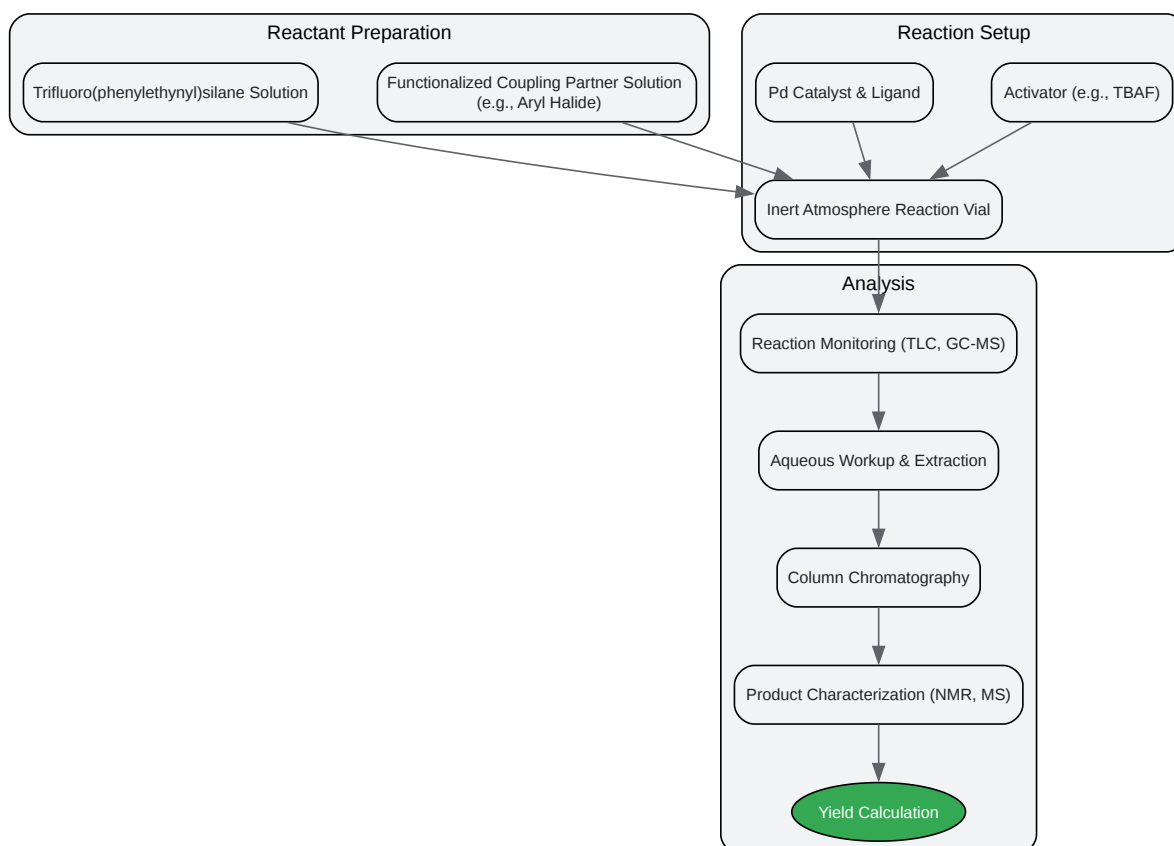 Reactant Preparation
Trifluoro(phenylethynyl)silane Solution
Functionalized Coupling Partner Solution
(e.g., Aryl Halide)
Reaction Setup
Pd Catalyst & Ligand
Activator (e.g., TBAF)
Inert Atmosphere Reaction Vial
Analysis
Reaction Monitoring (TLC, GC-MS)
Aqueous Workup & Extraction
Column Chromatography
Product Characterization (NMR, MS)
Yield Calculation